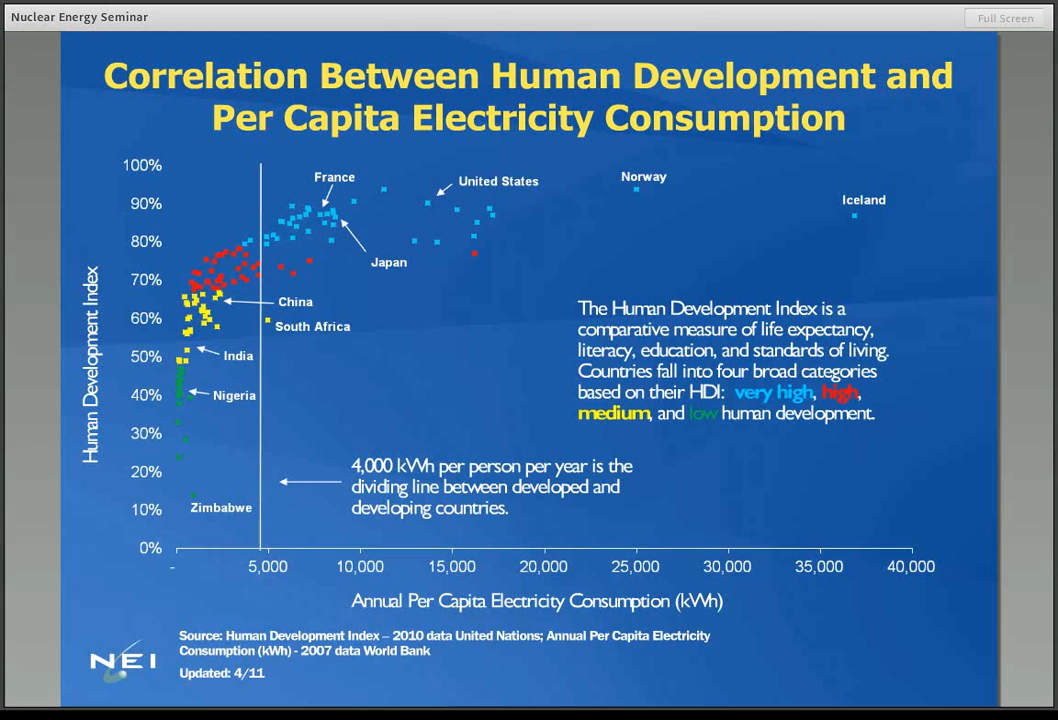 Nuclear Energy Seminar
Full Screen
Correlation Between Human Development and
Per Capita Electricity Consumption
100%
90%
80%
70%
60%
50%
40%
30%
20%
10%
0%
Human Development Index
France
United States
Norway
Iceland
Japan
China
South Africa
India
Nigeria
Zimbabwe
The Human Development Index is a
comparative measure of life expectancy,
literacy, education, and standards of living.
Countries fall into four broad categories
based on their HDI: very high, high,
medium, and low human development.
4,000 kWh per person per year is the
dividing line between developed and
developing countries.
- 5,000 10,000 15,000 20,000 25,000 30,000 35,000 40,000
Annual Per Capita Electricity Consumption (kWh)
Source: Human Development Index – 2010 data United Nations; Annual Per Capita Electricity
Consumption (kWh) - 2007 data World Bank
Updated: 4/11
NEI